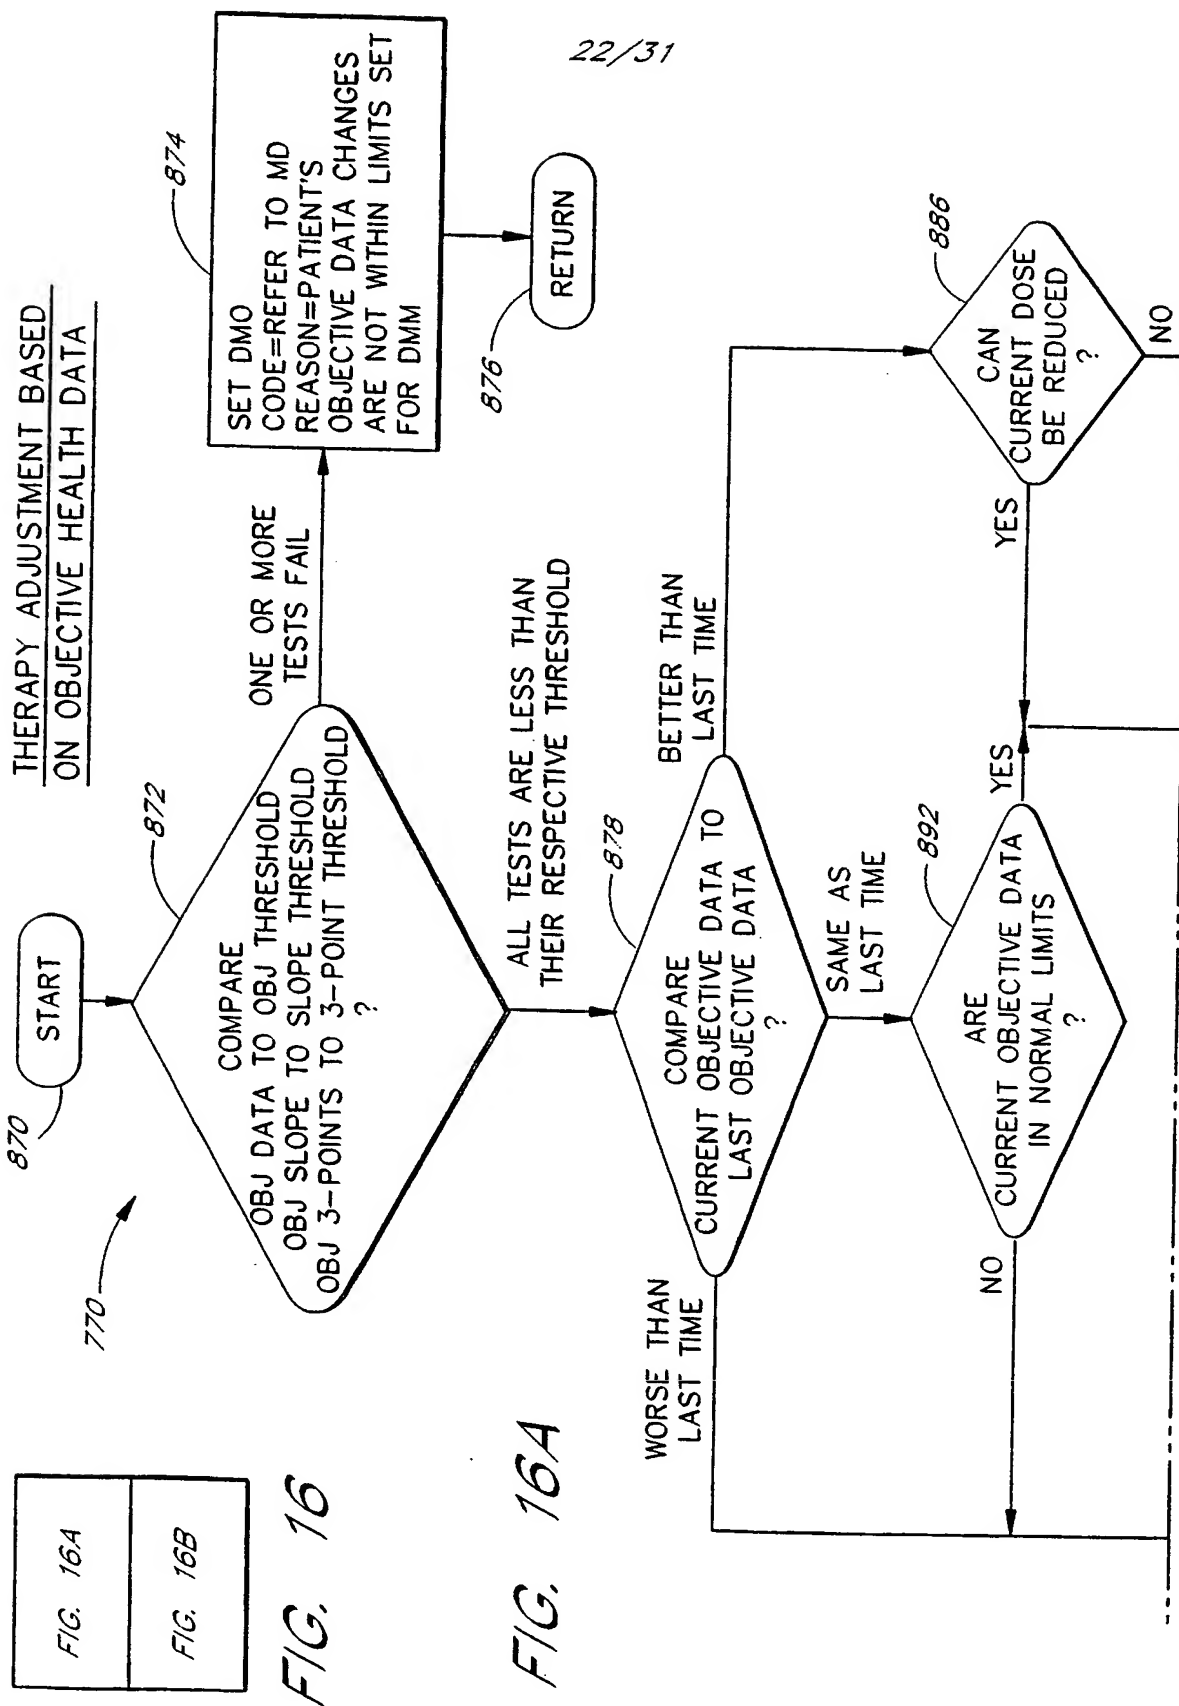 22/31
THERAPY ADJUSTMENT BASED
ON OBJECTIVE HEALTH DATA
FIG. 16A
FIG. 16B
FIG. 16
FIG. 16A
770
870
START
872
COMPARE
OBJ DATA TO OBJ THRESHOLD
OBJ SLOPE TO SLOPE THRESHOLD
OBJ 3-POINTS TO 3-POINT THRESHOLD
?
ONE OR MORE
TESTS FAIL
874
SET DMO
CODE=REFER TO MD
REASON=PATIENT'S
OBJECTIVE DATA CHANGES
ARE NOT WITHIN LIMITS SET
FOR DMM
876
RETURN
ALL TESTS ARE LESS THAN
THEIR RESPECTIVE THRESHOLD
878
COMPARE
CURRENT OBJECTIVE DATA TO
LAST OBJECTIVE DATA
?
WORSE THAN
LAST TIME
BETTER THAN
LAST TIME
SAME AS
LAST TIME
886
CAN
CURRENT DOSE
BE REDUCED
?
YES
NO
892
ARE
CURRENT OBJECTIVE DATA
IN NORMAL LIMITS
?
YES
NO